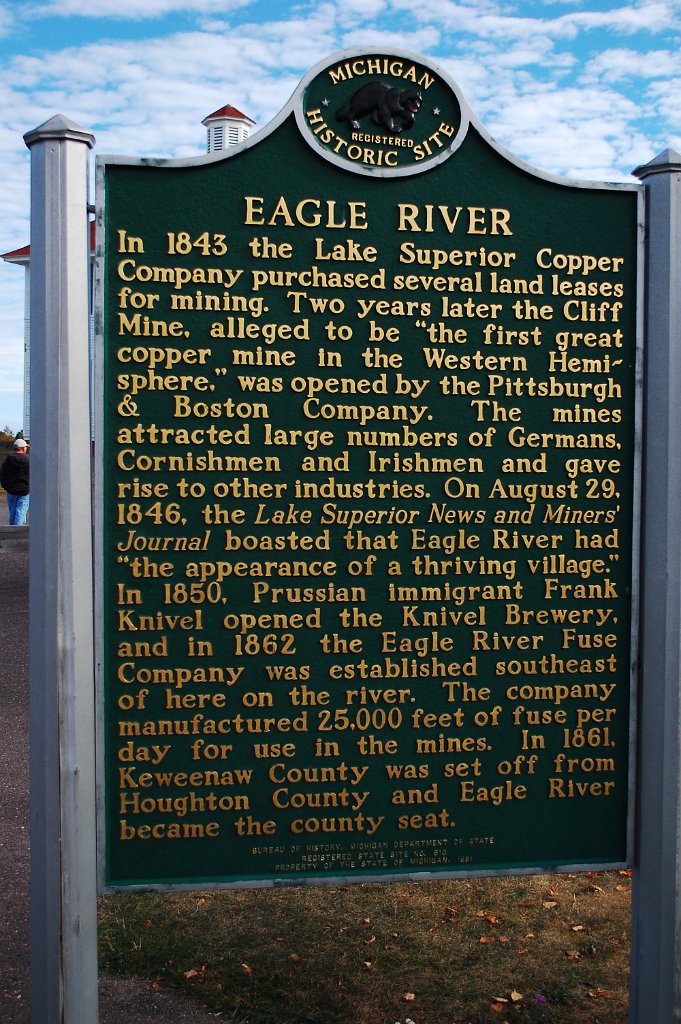 MICHIGAN
REGISTERED
HISTORIC SITE
EAGLE RIVER
In 1843 the Lake Superior Copper
Company purchased several land leases
for mining. Two years later the Cliff
Mine, alleged to be “the first great
copper mine in the Western Hemi-
sphere,” was opened by the Pittsburgh
& Boston Company. The mines
attracted large numbers of Germans,
Cornishmen and Irishmen and gave
rise to other industries. On August 29,
1846, the Lake Superior News and Miners'
Journal boasted that Eagle River had
“the appearance of a thriving village.”
In 1850, Prussian immigrant Frank
Knivel opened the Knivel Brewery,
and in 1862 the Eagle River Fuse
Company was established southeast
of here on the river. The company
manufactured 25,000 feet of fuse per
day for use in the mines. In 1861,
Keweenaw County was set off from
Houghton County and Eagle River
became the county seat.
BUREAU OF HISTORY, MICHIGAN DEPARTMENT OF STATE
REGISTERED STATE SITE NO.
PROPERTY OF THE STATE OF MICHIGAN,